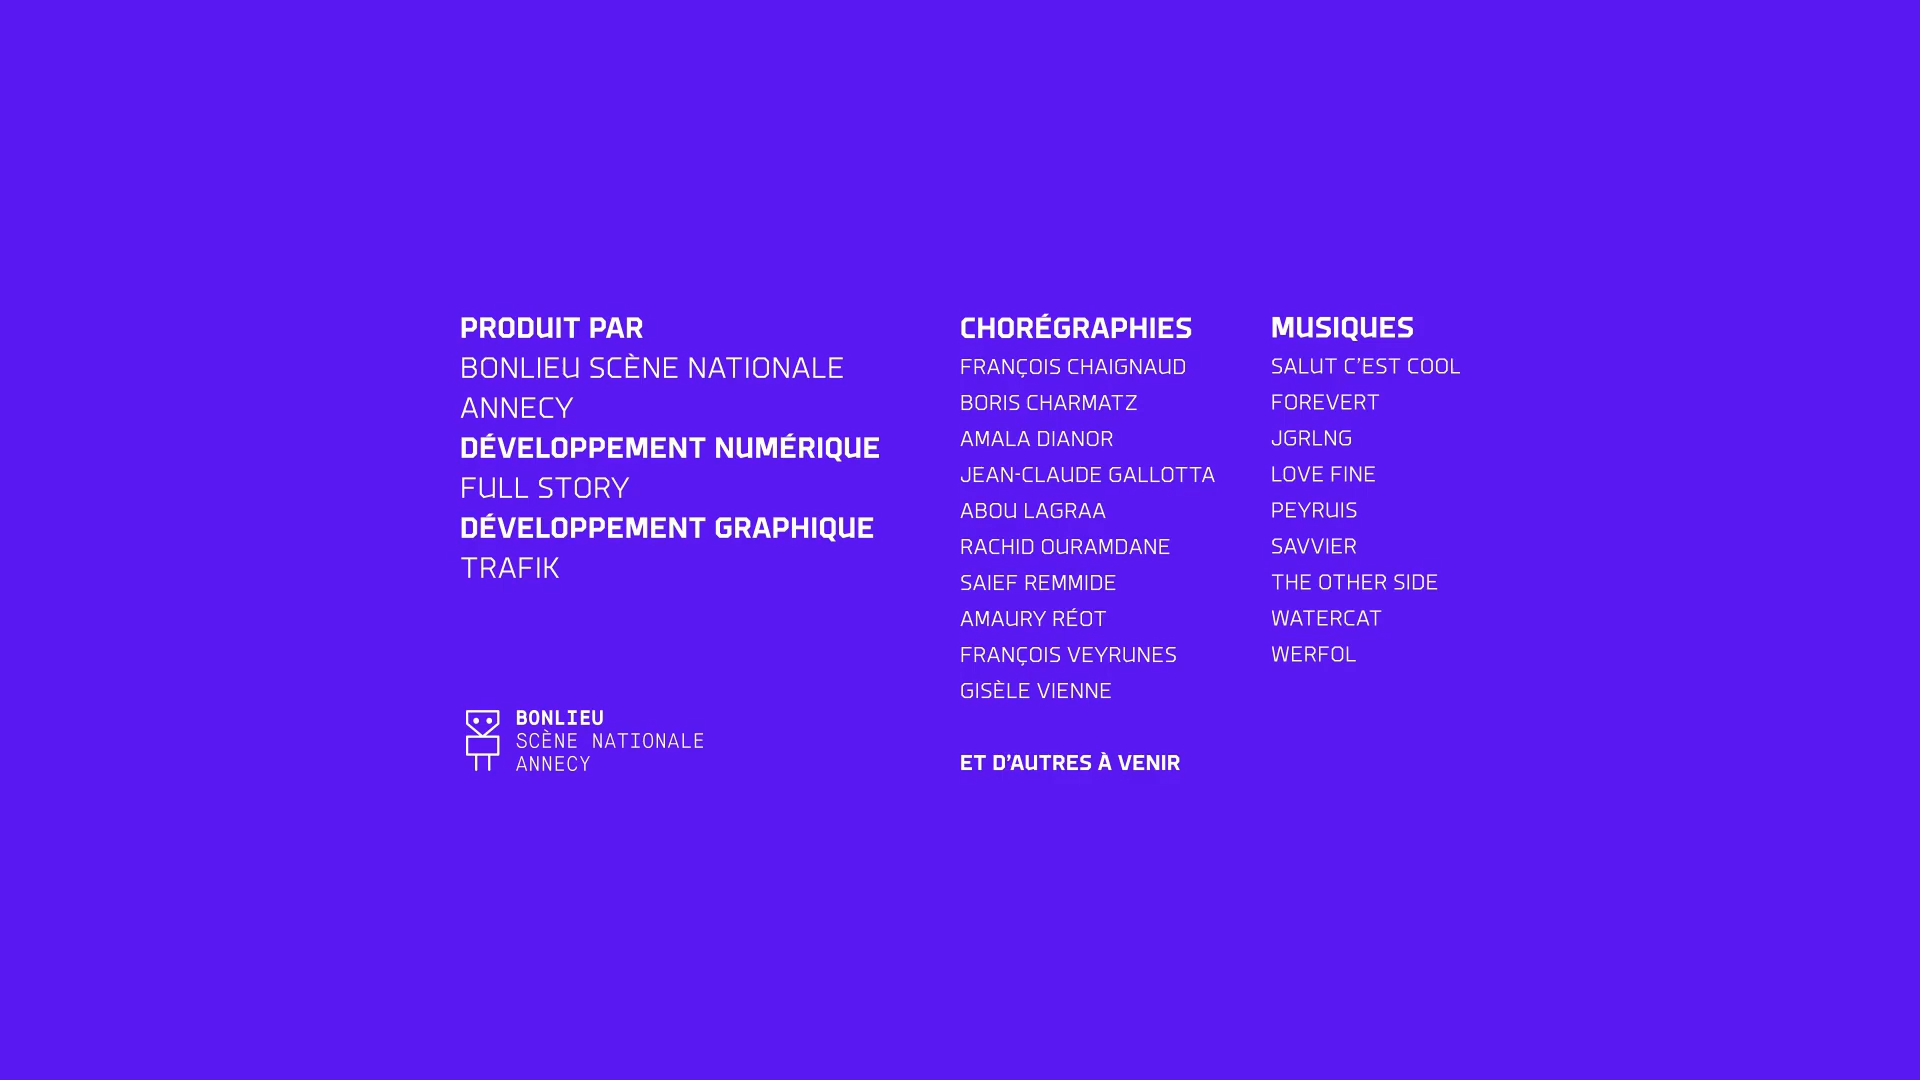 PRODUIT PAR
BONLIEU SCÈNE NATIONALE
ANNECY
DÉVELOPPEMENT NUMÉRIQUE
FULL STORY
DÉVELOPPEMENT GRAPHIQUE
TRAFIK
BONLIEU
SCÈNE NATIONALE
ANNECY
CHORÉGRAPHIES
FRANÇOIS CHAIGNAUD
BORIS CHARMATZ
AMALA DIANOR
JEAN-CLAUDE GALLOTTA
ABOU LAGRAA
RACHID OURAMDANE
SAIEF REMMIDE
AMAURY RÉOT
FRANÇOIS VEYRUNES
GISÈLE VIENNE
ET D’AUTRES À VENIR
MUSIQUES
SALUT C’EST COOL
FOREVERT
JGRLNG
LOVE FINE
PEYRUIS
SAVVIER
THE OTHER SIDE
WATERCAT
WERFOL